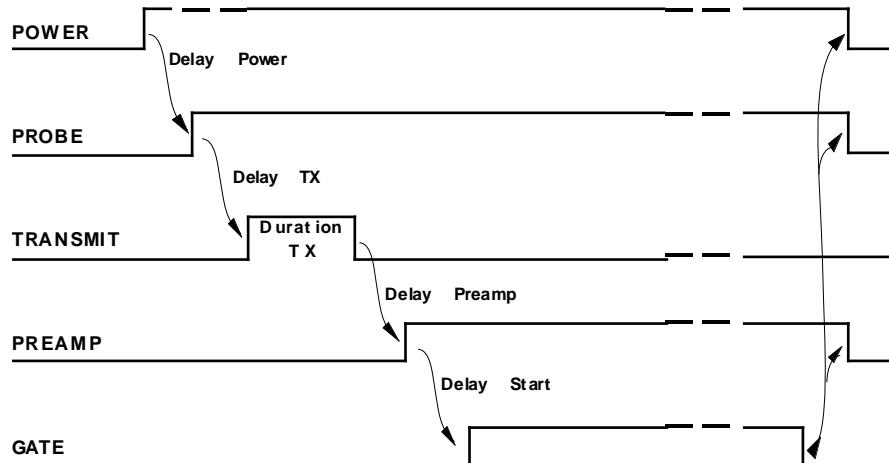 POWER
Delay Power
PROBE
Delay TX
Duration
TX
TRANSMIT
Delay Preamp
PREAMP
Delay Start
GATE